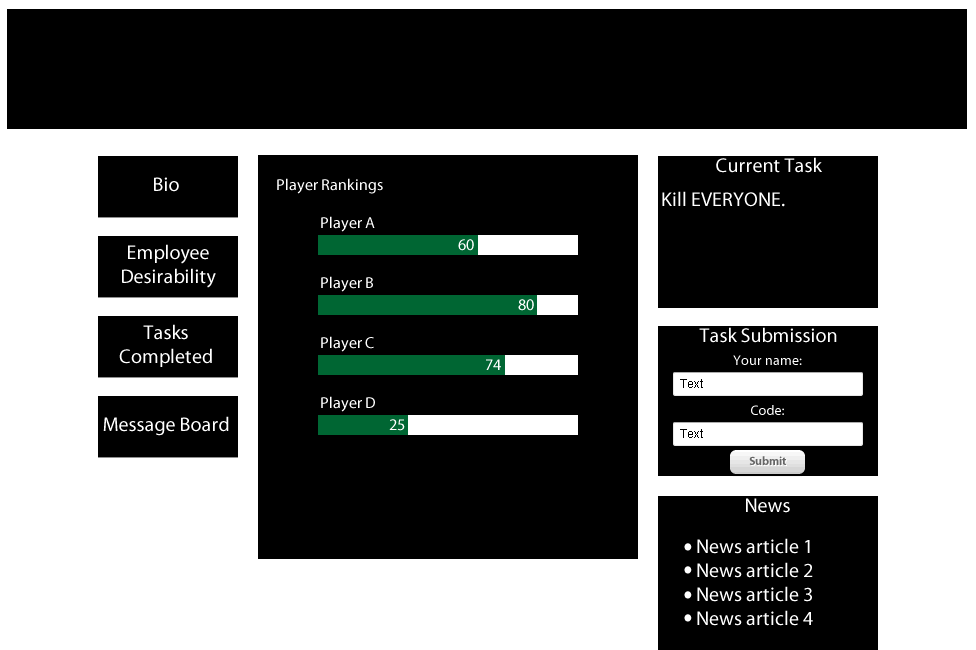 Bio
Employee
Desirability
Tasks
Completed
Message Board
Player Rankings
Player A
60
Player B
80
Player C
74
Player D
25
Current Task
Kill EVERYONE.
Task Submission
Your name:
Text
Code:
Text
Submit
News
• News article 1
• News article 2
• News article 3
• News article 4